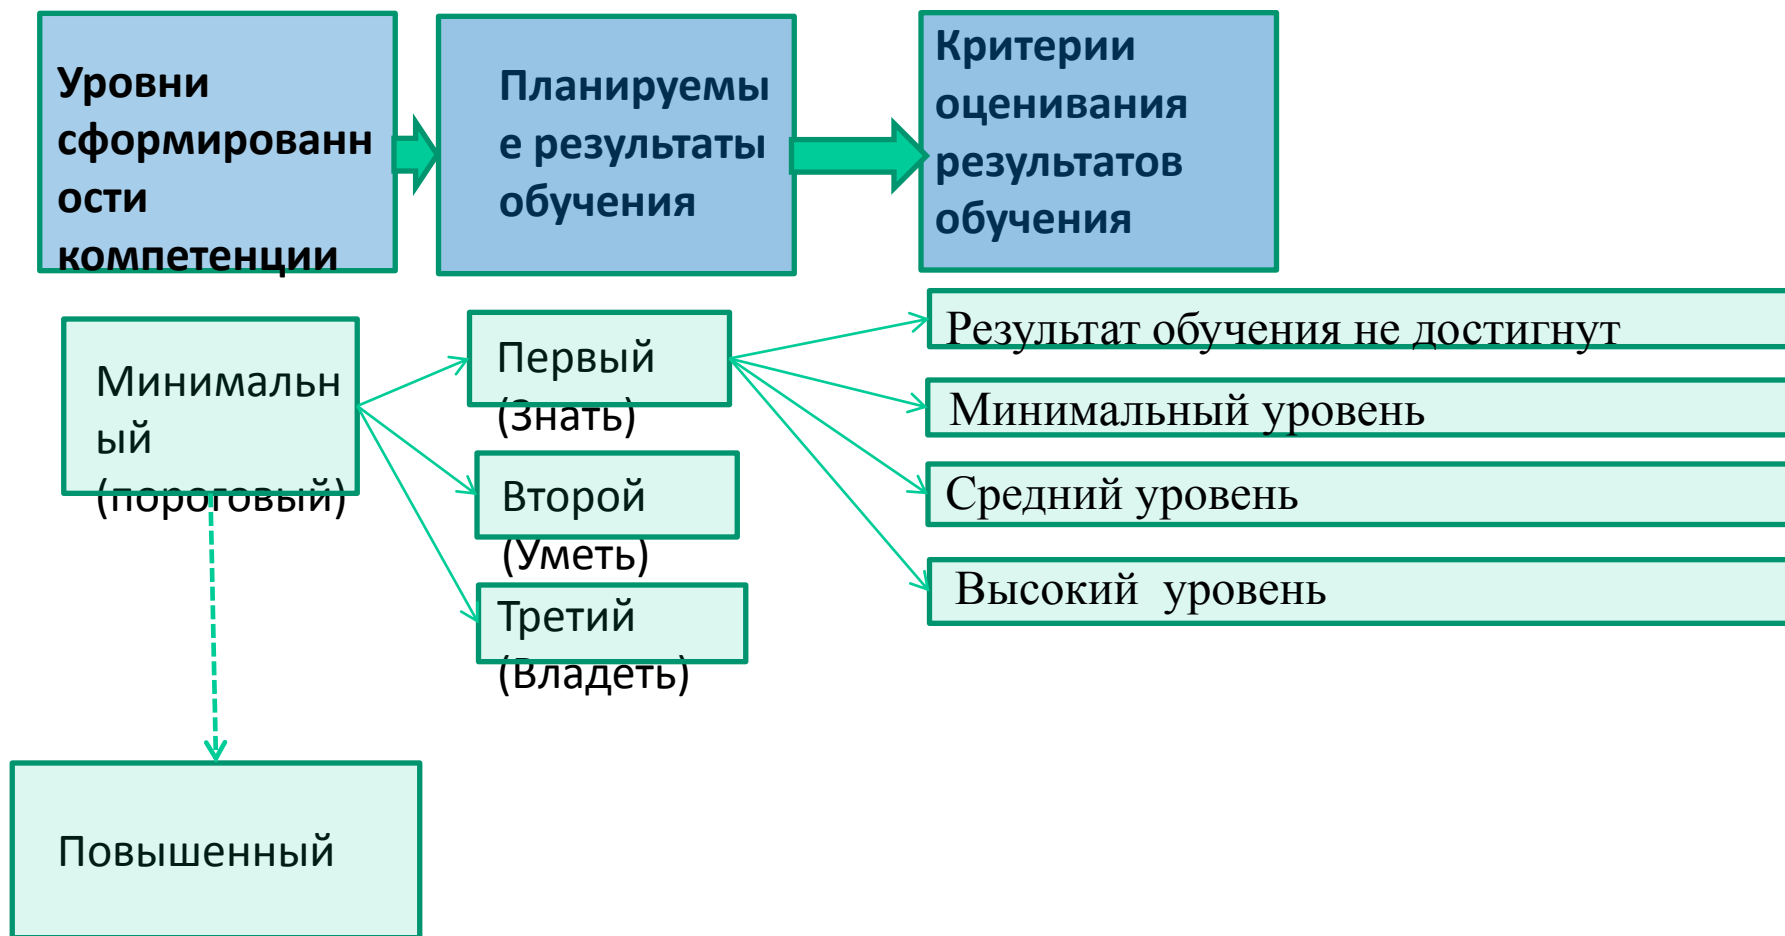 Уровни
сформированн
ости
компетенции
Планируемы
е результаты
обучения
Критерии
оценивания
результатов
обучения
Минимальн
ый
(пороговый)
Первый
(Знать)
Второй
(Уметь)
Третий
(Владеть)
Результат обучения не достигнут
Минимальный уровень
Средний уровень
Высокий уровень
Повышенный